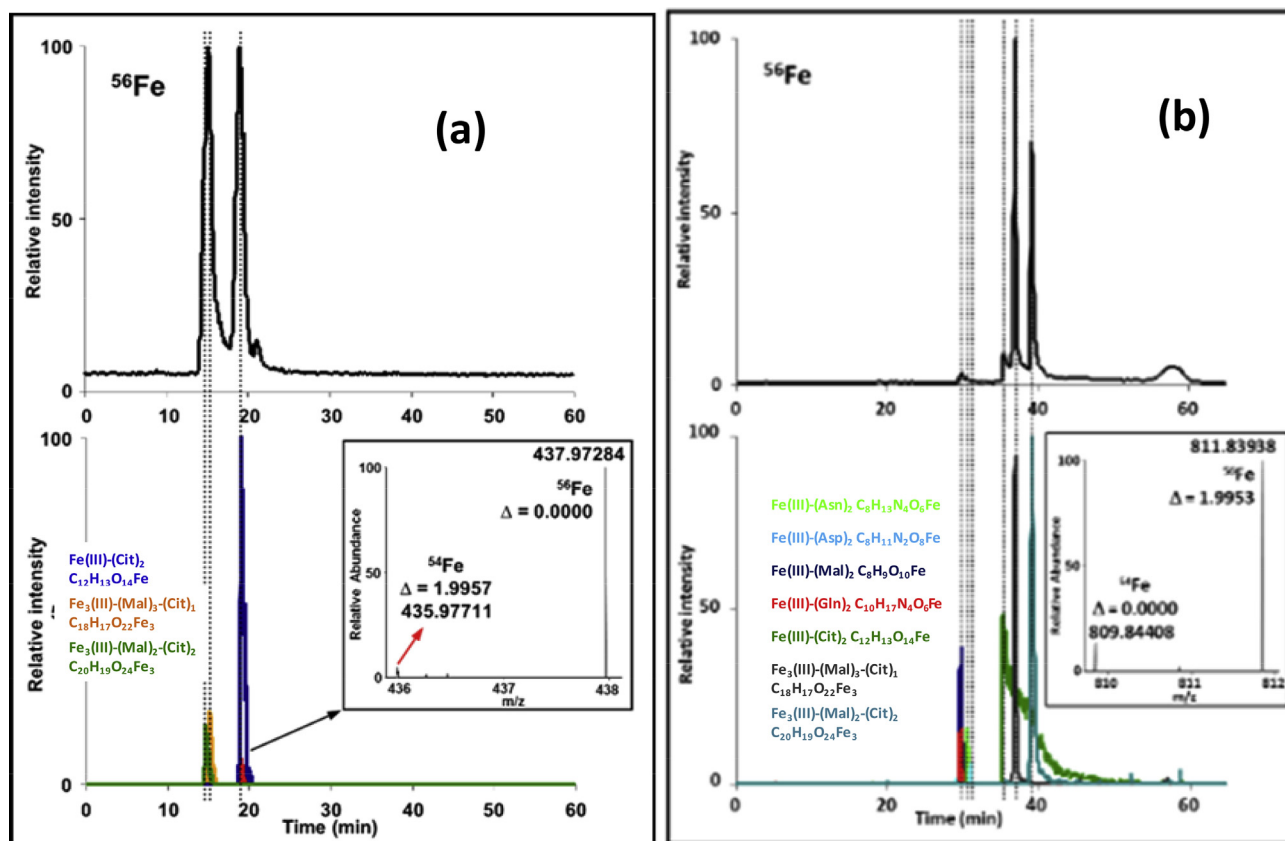 100
56Fe
(a)
Relative intensity
50
0
0 10 20 30 40 50 60
100
437.97284
100
56Fe
Δ = 0.0000
Relative Abundance
54Fe
50
Δ = 1.9957
435.97711
0
436 437 438
m/z
Relative intensity
Fe(III)-(Cit)2
C12H13O14Fe
Fe3(III)-(Mal)3-(Cit)1
C18H17O22Fe3
Fe3(III)-(Mal)2-(Cit)2
C20H19O24Fe3
0
0 10 20 30 40 50 60
Time (min)
100
56Fe
(b)
Relative intensity
50
0
0 20 40 60
100
811.83938
100
56Fe
Δ = 1.9953
Relative Abundance
50
54Fe
Δ = 0.0000
809.84408
0
810 811 812
m/z
Relative intensity
Fe(III)-(Asn)2 C8H13N4O6Fe
Fe(III)-(Asp)2 C8H11N2O8Fe
Fe(III)-(Mal)2 C8H9O10Fe
Fe(III)-(Gln)2 C10H17N4O6Fe
50
Fe(III)-(Cit)2 C12H13O14Fe
Fe3(III)-(Mal)3-(Cit)1
C18H17O22Fe3
Fe3(III)-(Mal)2-(Cit)2
C20H19O24Fe3
0
0 20 40 60
Time (min)